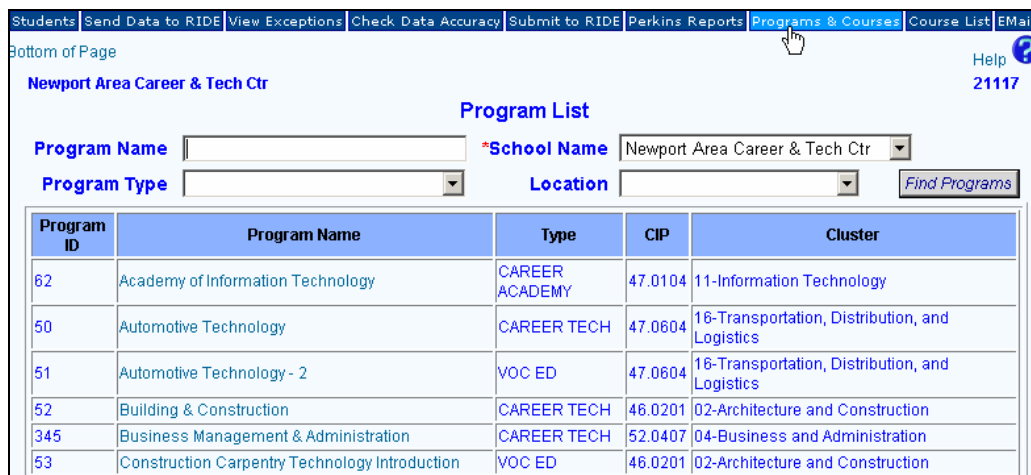 Students Send Data to RIDE View Exceptions Check Data Accuracy Submit to RIDE Perkins Reports Programs & Courses Course List EMai
Bottom of Page
Help ?
Newport Area Career & Tech Ctr 21117
Program List
Program Name *School Name Newport Area Career & Tech Ctr
Program Type Location Find Programs
Program ID Program Name Type CIP Cluster
62 Academy of Information Technology CAREER ACADEMY 47.0104 11-Information Technology
50 Automotive Technology CAREER TECH 47.0604 16-Transportation, Distribution, and Logistics
51 Automotive Technology - 2 VOC ED 47.0604 16-Transportation, Distribution, and Logistics
52 Building & Construction CAREER TECH 46.0201 02-Architecture and Construction
345 Business Management & Administration CAREER TECH 52.0407 04-Business and Administration
53 Construction Carpentry Technology Introduction VOC ED 46.0201 02-Architecture and Construction